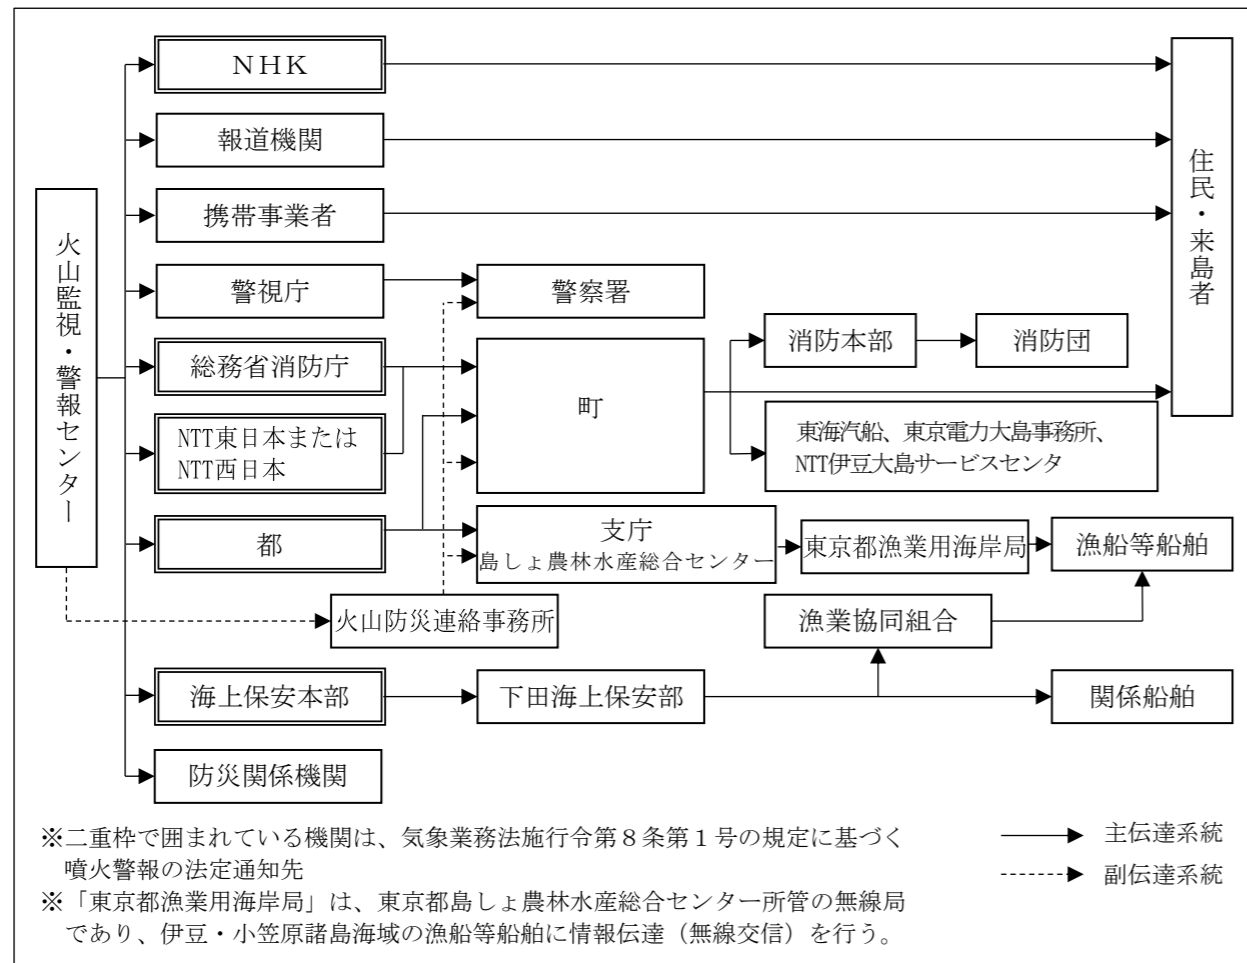 火山監視・警報センター
NHK
報道機関
携帯事業者
警視庁
総務省消防庁
NTT東日本または
NTT西日本
都
火山防災連絡事務所
海上保安本部
防災関係機関
警察署
町
支庁
島しょ農林水産総合センター
下田海上保安部
消防本部
消防団
東海汽船、東京電力大島事務所、
NTT伊豆大島サービスセンタ
東京都漁業用海岸局
漁船等船舶
漁業協同組合
関係船舶
住民・来島者
※二重枠で囲まれている機関は、気象業務法施行令第8条第1号の規定に基づく
噴火警報の法定通知先
※「東京都漁業用海岸局」は、東京都島しょ農林水産総合センター所管の無線局
であり、伊豆・小笠原諸島海域の漁船等船舶に情報伝達（無線交信）を行う。
主伝達系統
副伝達系統